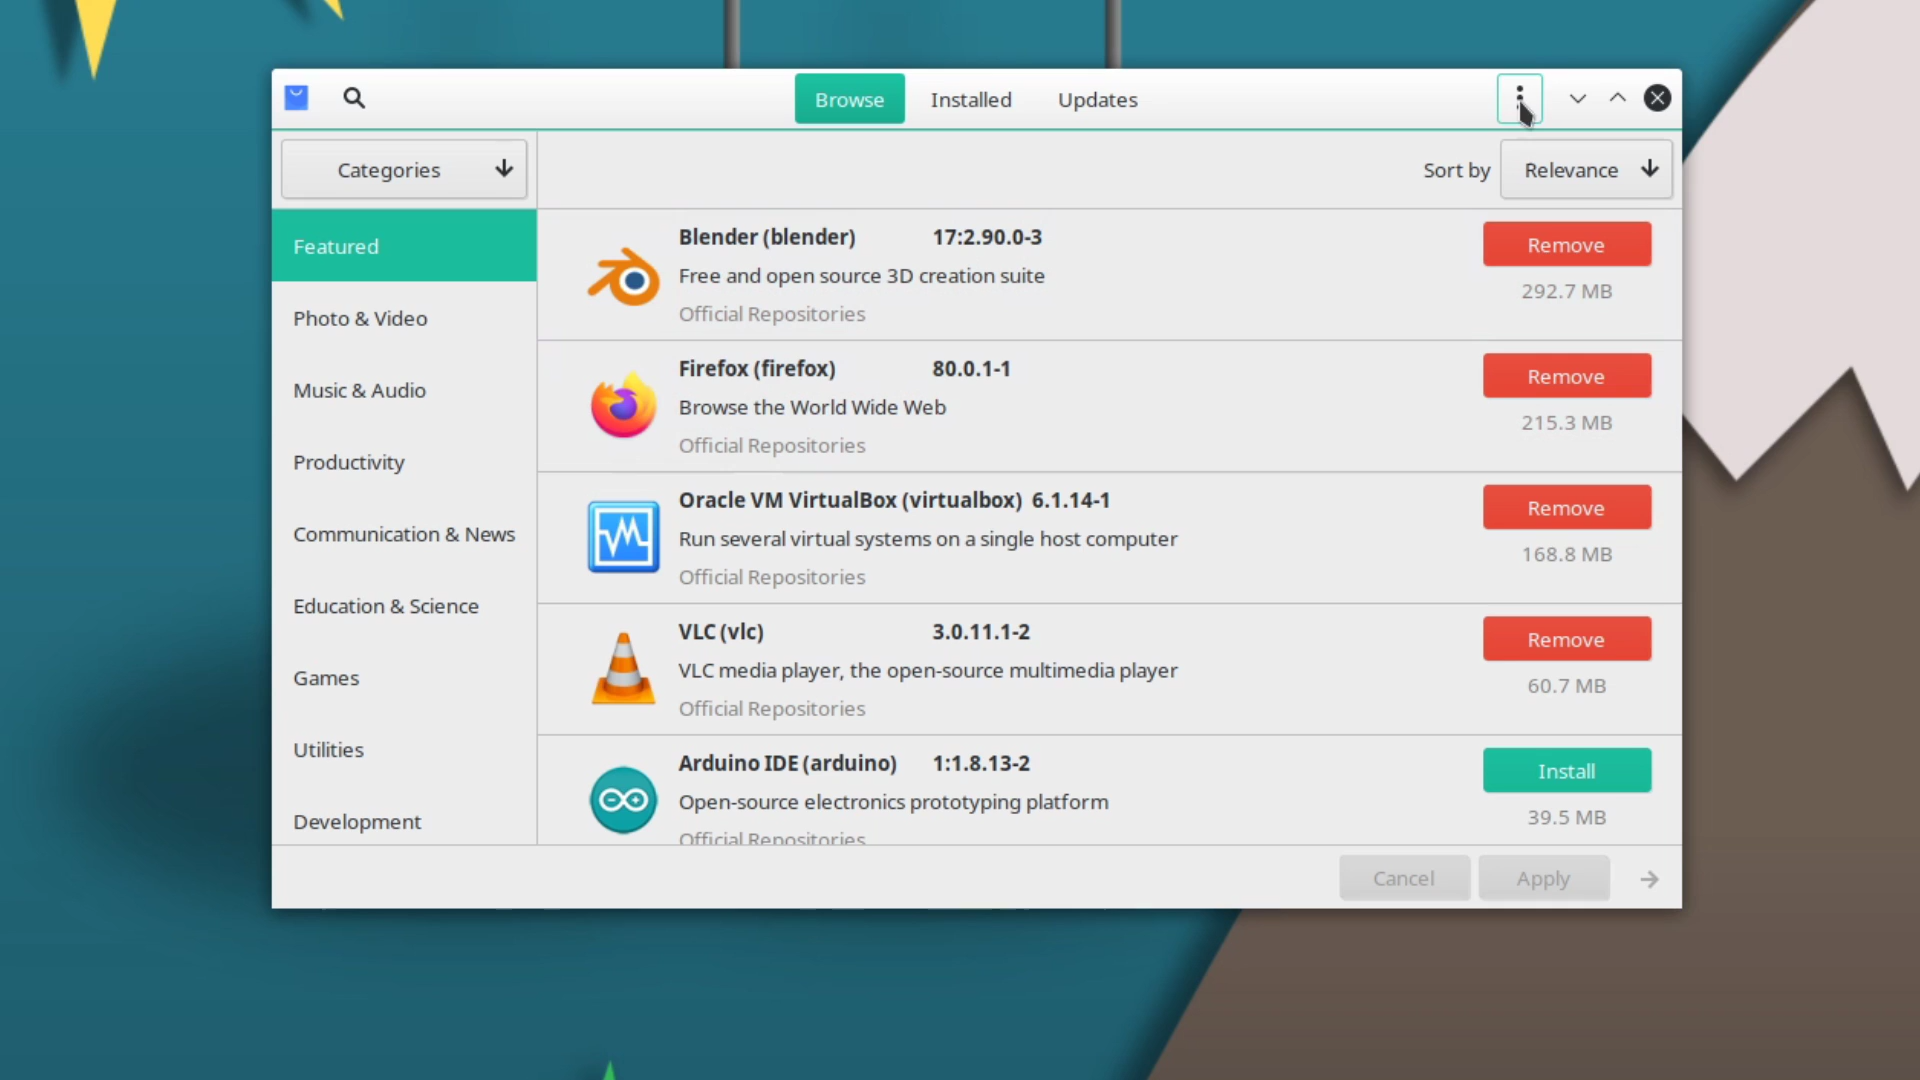 Browse Installed Updates
Categories
Sort by Relevance
Featured
Photo & Video
Music & Audio
Productivity
Communication & News
Education & Science
Games
Utilities
Development
Blender (blender) 17:2.90.0-3
Free and open source 3D creation suite
Official Repositories
Remove
292.7 MB
Firefox (firefox) 80.0.1-1
Browse the World Wide Web
Official Repositories
Remove
215.3 MB
Oracle VM VirtualBox (virtualbox) 6.1.14-1
Run several virtual systems on a single host computer
Official Repositories
Remove
168.8 MB
VLC (vlc) 3.0.11.1-2
VLC media player, the open-source multimedia player
Official Repositories
Remove
60.7 MB
Arduino IDE (arduino) 1:1.8.13-2
Open-source electronics prototyping platform
Official Repositories
Install
39.5 MB
Cancel Apply